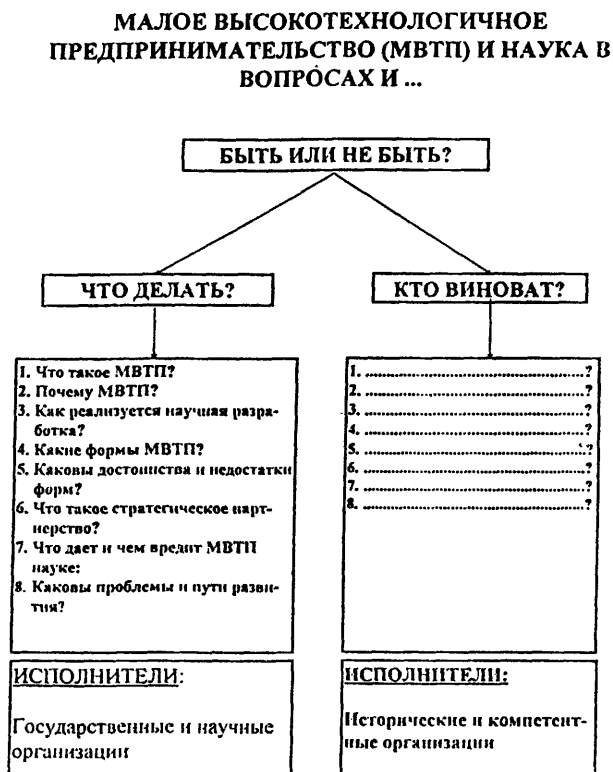 МАЛОЕ ВЫСОКОТЕХНОЛОГИЧНОЕ
ПРЕДПРИНИМАТЕЛЬСТВО (МВТП) И НАУКА В
ВОПРОСАХ И ...
БЫТЬ ИЛИ НЕ БЫТЬ?
ЧТО ДЕЛАТЬ?
1. Что такое МВТП?
2. Почему МВТП?
3. Как реализуется научная разра-
ботка?
4. Какие формы МВТП?
5. Каковы достоинства и недостатки
форм?
6. Что такое стратегическое парт-
нерство?
7. Что дает и чем вредит МВТП
науке:
8. Каковы проблемы и пути разви-
тия?
ИСПОЛНИТЕЛИ:
Государственные и научные
организации
КТО ВИНОВАТ?
1. ..........................................?
2. ..........................................?
3. ..........................................?
4. ..........................................?
5. ..........................................?
6. ..........................................?
7. ..........................................?
8. ..........................................?
ИСПОЛНИТЕЛИ:
Исторические и компетент-
ные организации